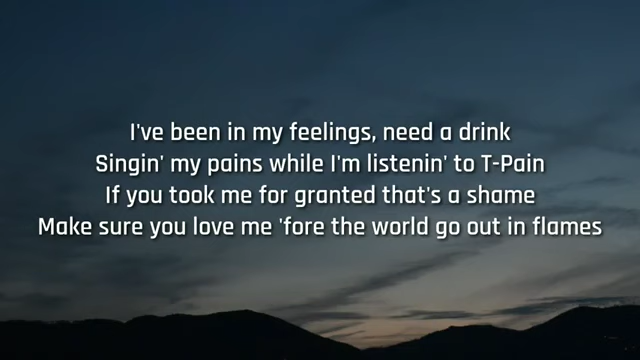 I've been in my feelings, need a drink
Singin' my pains while I'm listenin' to T-Pain
If you took me for granted that's a shame
Make sure you love me 'fore the world go out in flames